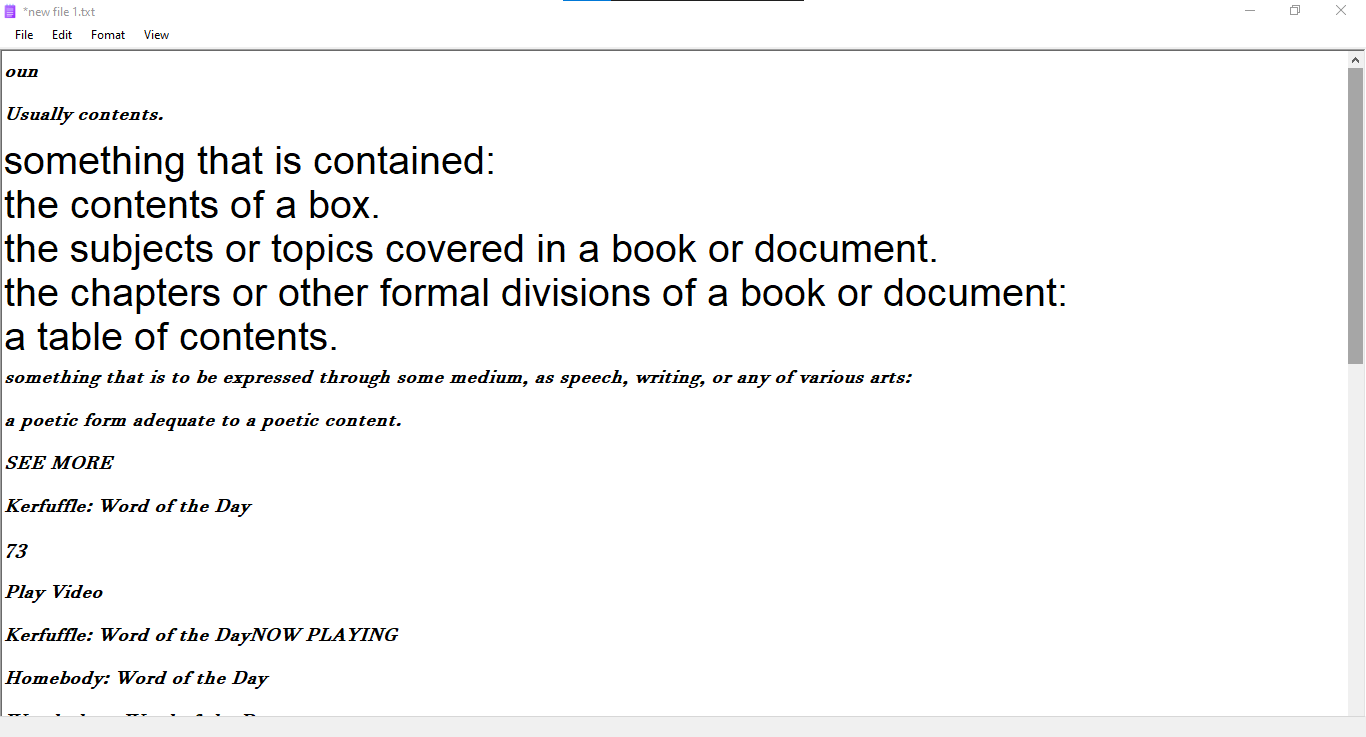 *new file 1.txt
File Edit Fomat View
oun
Usually contents.
something that is contained:
the contents of a box.
the subjects or topics covered in a book or document.
the chapters or other formal divisions of a book or document:
a table of contents.
something that is to be expressed through some medium, as speech, writing, or any of various arts:
a poetic form adequate to a poetic content.
SEE MORE
Kerfuffle: Word of the Day
73
Play Video
Kerfuffle: Word of the DayNOW PLAYING
Homebody: Word of the Day